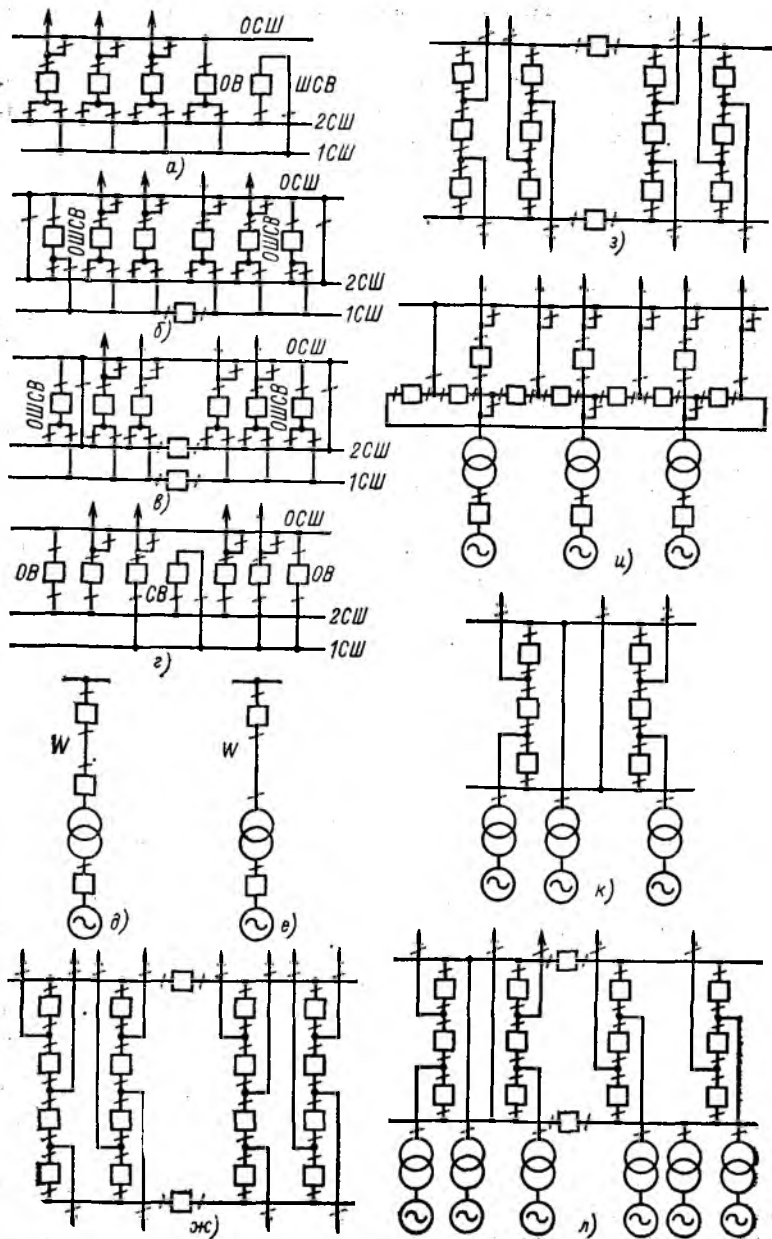 ОСШ
ОВ
ШСВ
2СШ
1СШ
а)
ОСШ
ОШСВ
ОШСВ
2СШ
1СШ
б)
ОСШ
ОШСВ
ОШСВ
2СШ
1СШ
в)
ОСШ
ОВ
СВ
ОВ
2СШ
1СШ
г)
W
д)
W
е)
ж)
з)
и)
к)
л)